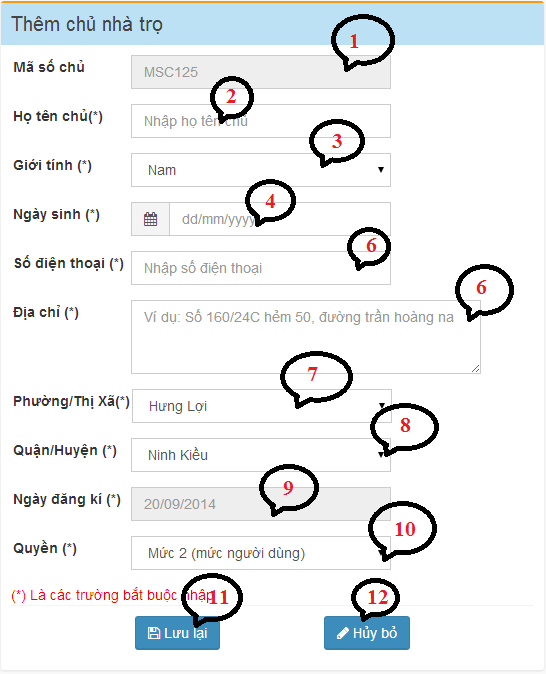 Thêm chủ nhà trọ
1
Mã số chủ MSC125
2
Họ tên chủ(*) Nhập họ tên chủ
3
Giới tính (*) Nam
4
Ngày sinh (*) dd/mm/yyyy
6
Số điện thoại (*) Nhập số điện thoại
6
Địa chỉ (*) Ví dụ: Số 160/24C hẻm 50, đường trần hoàng na
7
Phường/Thị Xã(*) Hưng Lợi
8
Quận/Huyện (*) Ninh Kiều
9
Ngày đăng kí (*) 20/09/2014
10
Quyền (*) Mức 2 (mức người dùng)
(*) Là các trường bắt buộc nhập
11 12
Lưu lại Hủy bỏ